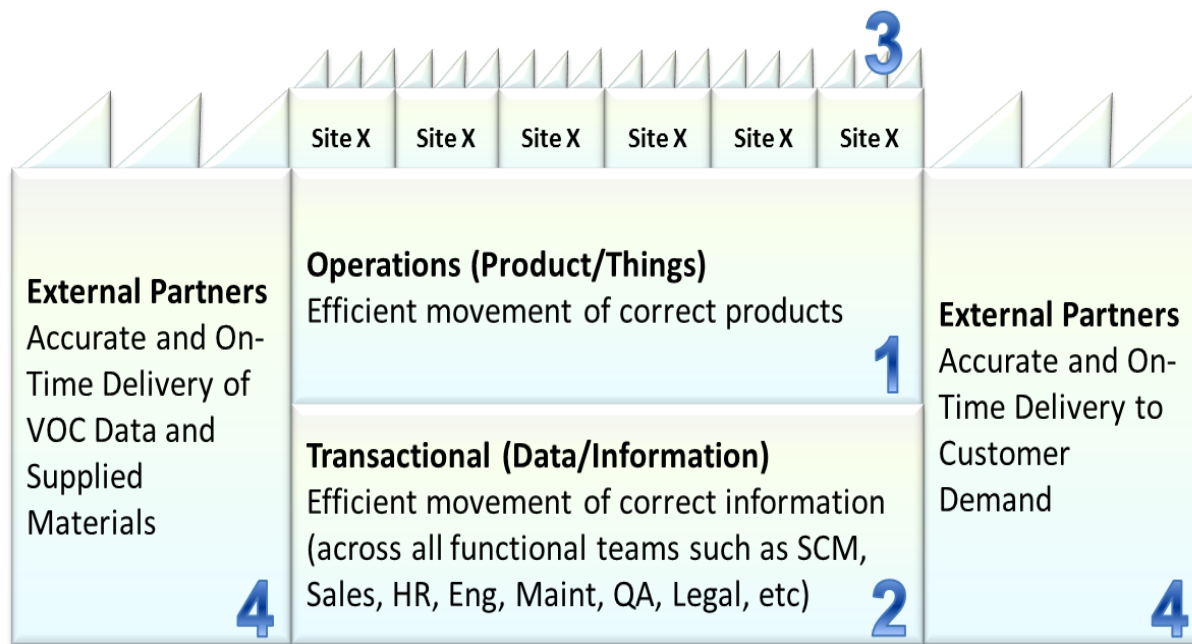 3
Site X
Site X
Site X
Site X
Site X
Site X
External Partners
Accurate and On-
Time Delivery of
VOC Data and
Supplied
Materials
4
Operations (Product/Things)
Efficient movement of correct products
1
Transactional (Data/Information)
Efficient movement of correct information
(across all functional teams such as SCM,
Sales, HR, Eng, Maint, QA, Legal, etc)
2
External Partners
Accurate and On-
Time Delivery to
Customer
Demand
4